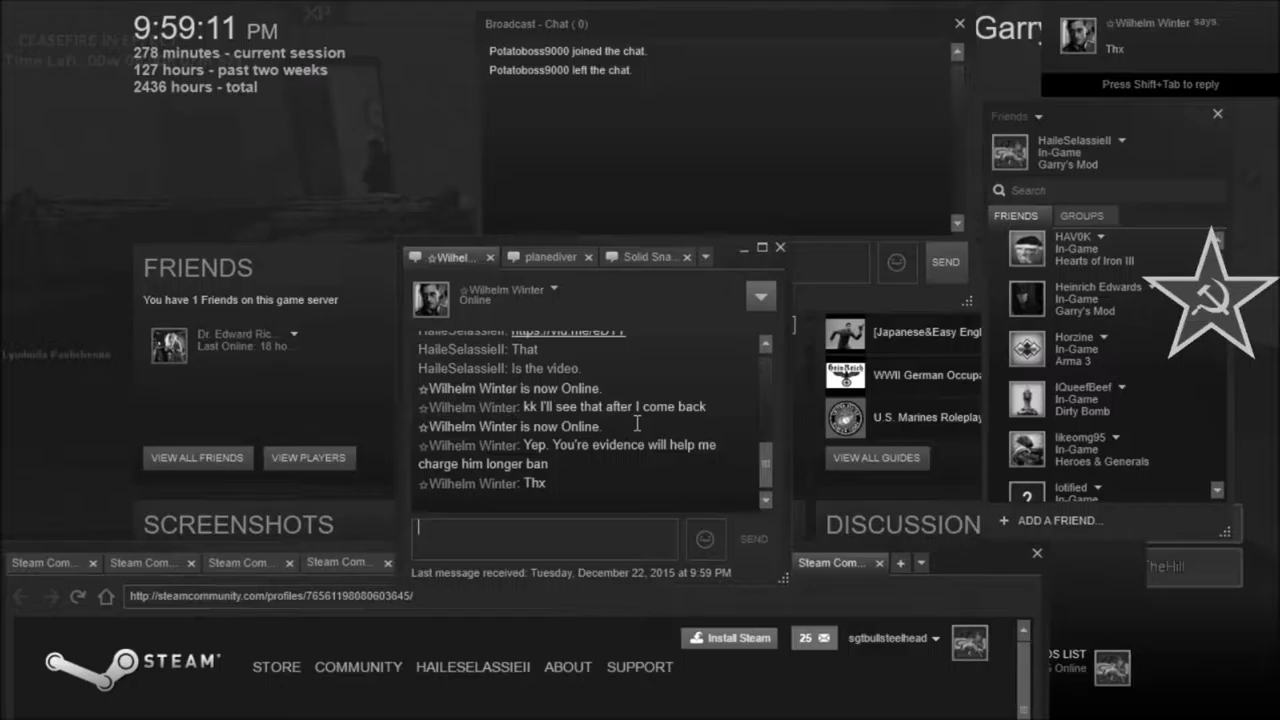 9:59:11 PM
278 minutes - current session
127 hours - past two weeks
2436 hours - total
Broadcast - Chat ( 0)
Potatoboss9000 joined the chat.
Potatoboss9000 left the chat.
Garry
☆Wilhelm Winter says.
Thx
Press Shift+Tab to reply
Friends
HaileSelassieII
In-Game
Garry's Mod
Search
FRIENDS
GROUPS
HAV0K
In-Game
Hearts of Iron III
Heinrich Edwards
In-Game
Garry's Mod
Horzine
In-Game
Arma 3
IQueefBeef
In-Game
Dirty Bomb
likeomg95
In-Game
Heroes & Generals
lotified
In-Game
ADD A FRIEND...
FRIENDS
You have 1 Friends on this game server
Dr. Edward Ric...
Last Online: 18 ho...
VIEW ALL FRIENDS
VIEW PLAYERS
SCREENSHOTS
☆Wilhel...
planediver
Solid Sna...
☆Wilhelm Winter
Online
HaileSelassieII:
HaileSelassieII: That
HaileSelassieII: Is the video.
☆Wilhelm Winter is now Online.
☆Wilhelm Winter: kk I'll see that after I come back
☆Wilhelm Winter is now Online.
☆Wilhelm Winter: Yep. You're evidence will help me
charge him longer ban
☆Wilhelm Winter: Thx
SEND
Last message received: Tuesday, December 22, 2015 at 9:59 PM
SEND
[Japanese&Easy Engl
WWII German Occupa
U.S. Marines Roleplay
VIEW ALL GUIDES
DISCUSSION
Steam Com...
Steam Com...
Steam Com...
Steam Com...
Steam Com...
http://steamcommunity.com/profiles/76561198080603645/
Install Steam
25
sgtbullsteelhead
STEAM
STORE
COMMUNITY
HAILESELASSIEII
ABOUT
SUPPORT
TheHill
DS LIST
Online